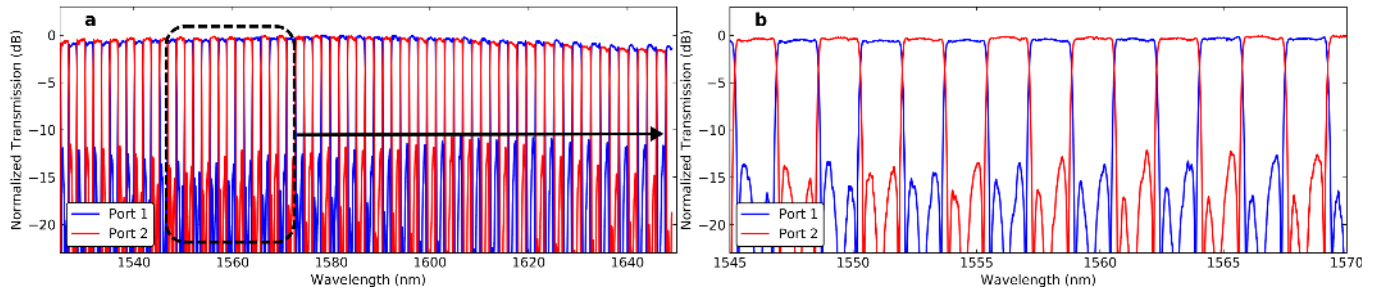 a
Normalized Transmission (dB)
0
−5
−10
−15
−20
Port 1
Port 2
1540
1560
1580
1600
1620
1640
Wavelength (nm)
b
Normalized Transmission (dB)
0
−5
−10
−15
−20
Port 1
Port 2
1545
1550
1555
1560
1565
1570
Wavelength (nm)